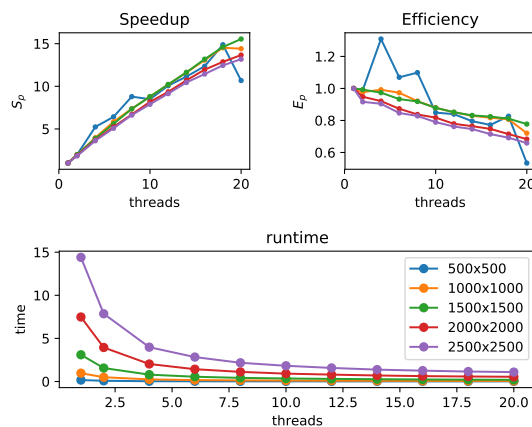 Speedup
Efficiency
15
10
5
S_p
0
10
20
threads
1.2
1.0
0.8
0.6
E_p
0
10
20
threads
runtime
15
10
5
0
time
500x500
1000x1000
1500x1500
2000x2000
2500x2500
2.5 5.0 7.5 10.0 12.5 15.0 17.5 20.0
threads